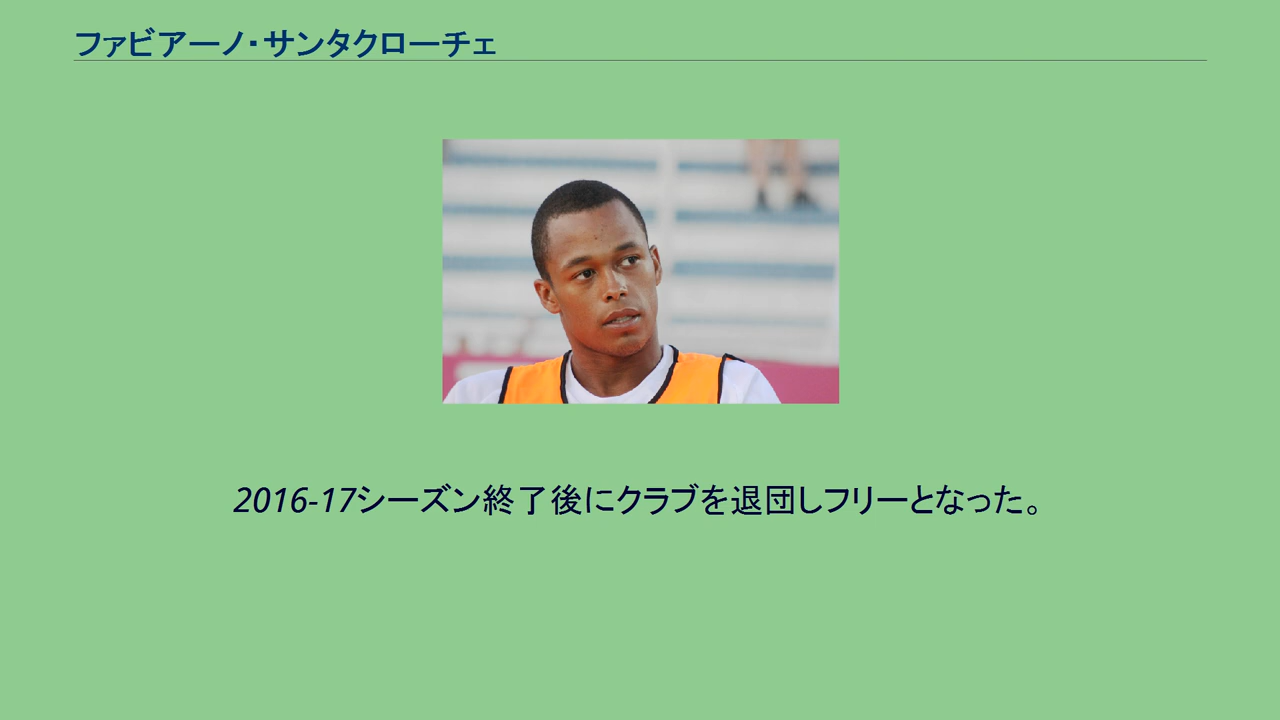 ファビアーノ・サンタクローチェ
2016-17シーズン終了後にクラブを退団しフリーとなった。